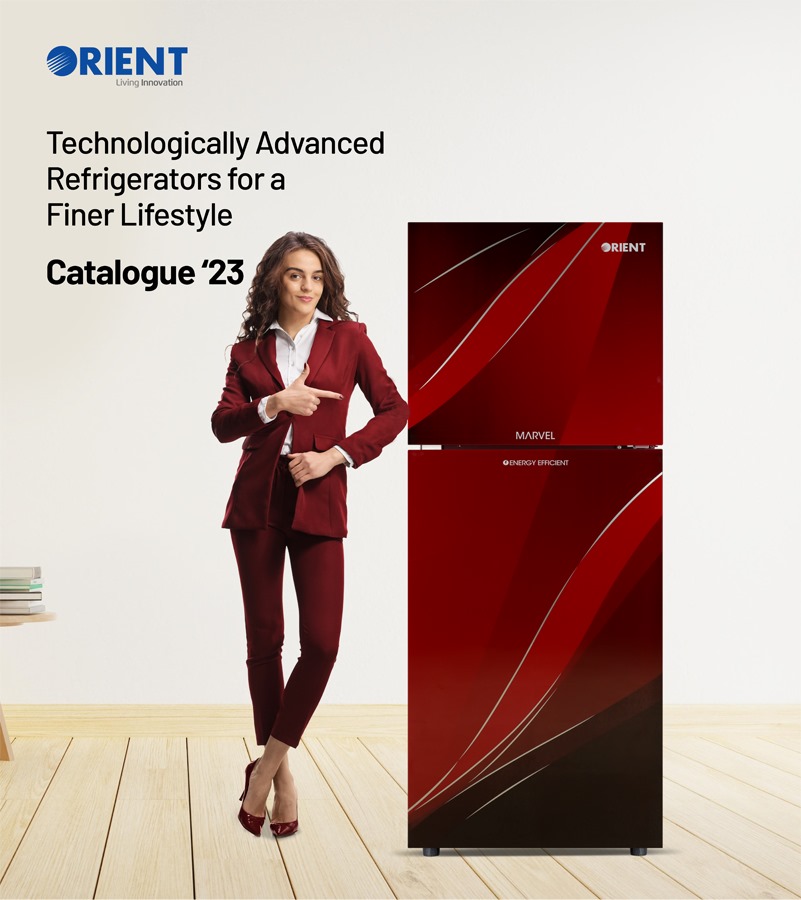 ORIENT
Living Innovation
Technologically Advanced
Refrigerators for a
Finer Lifestyle
Catalogue ‘23
ORIENT
MARVEL
ENERGY EFFICIENT